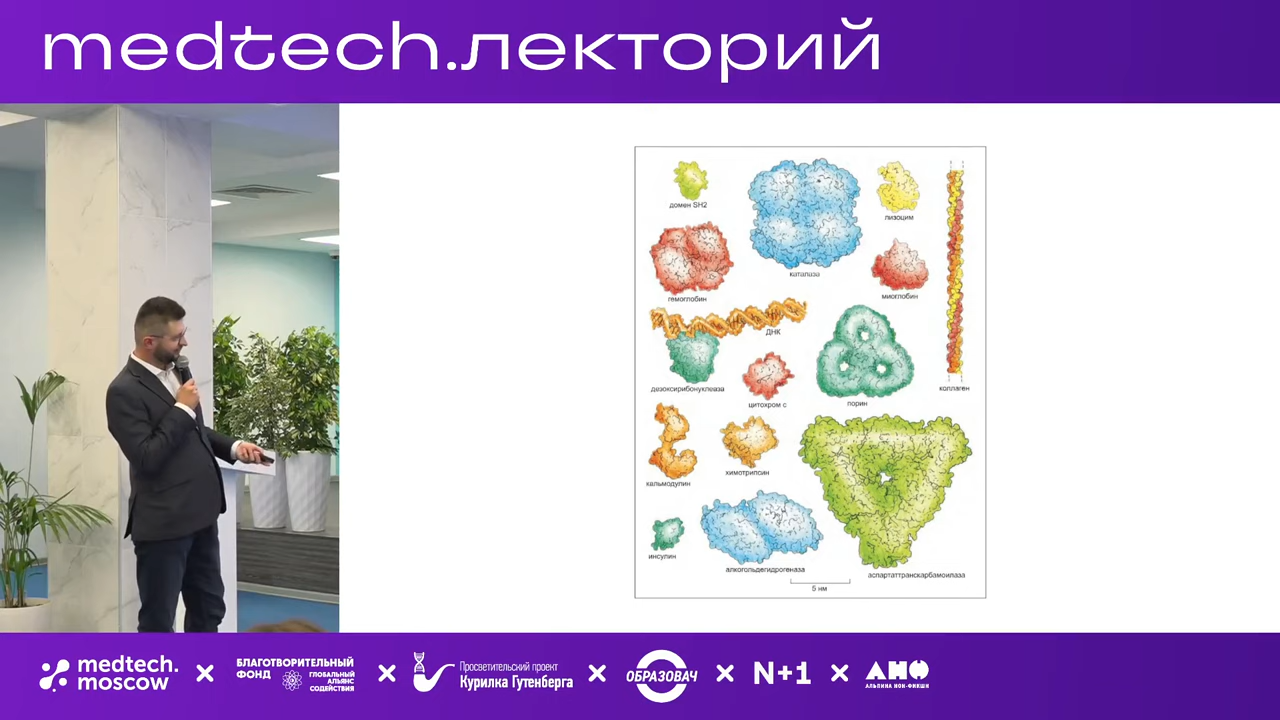 medtech.лекторий
домен SH2
каталаза
лизоцим
гемоглобин
миоглобин
ДНК
дезоксирибонуклеаза
цитохром с
порин
коллаген
кальмодулин
химотрипсин
инсулин
алкогольдегидрогеназа
аспартаттранскарбамоилаза
5 нм
medtech.
moscow
×
БЛАГОТВОРИТЕЛЬНЫЙ
ФОНД
ГЛОБАЛЬНЫЙ
АЛЬЯНС
СОДЕЙСТВИЯ
×
Просветительский проект
Курилка Гутенберга
×
ОБРАЗОВАЧ
×
N+1
×
АНФ
АЛЬПИНА НОН-ФИКШН